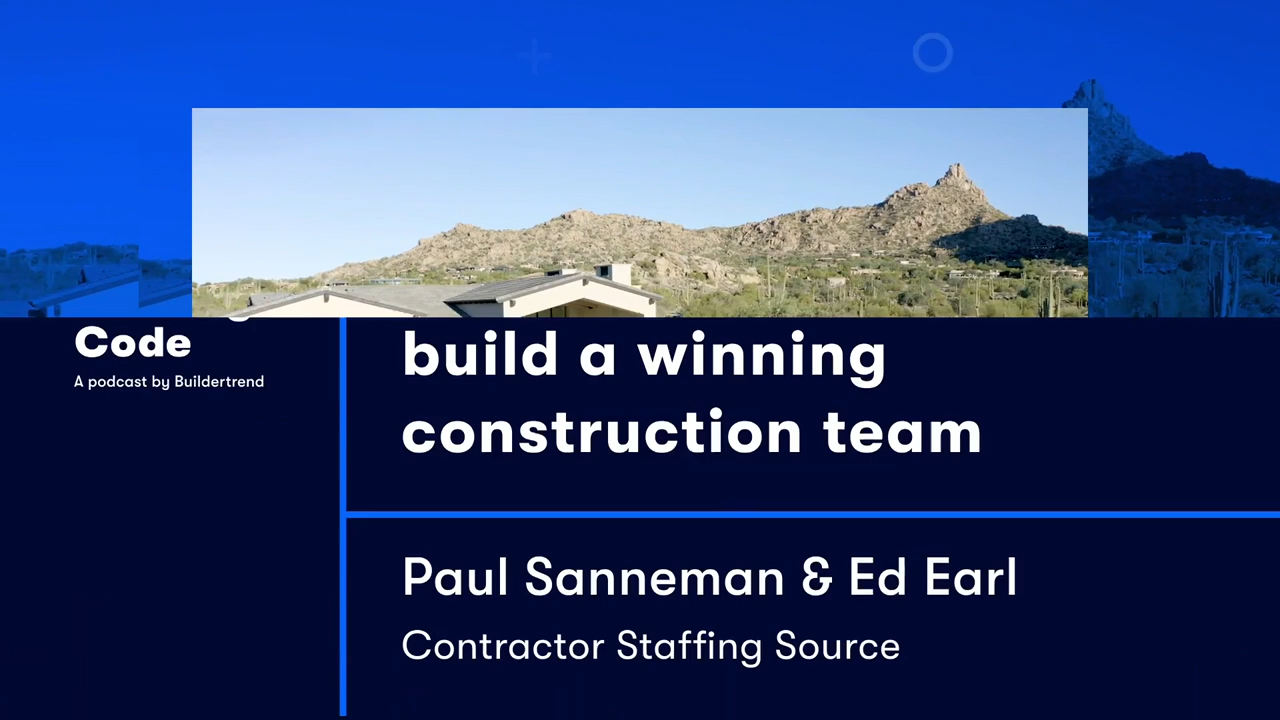 Code
A podcast by Buildertrend
build a winning
construction team
Paul Sanneman & Ed Earl
Contractor Staffing Source